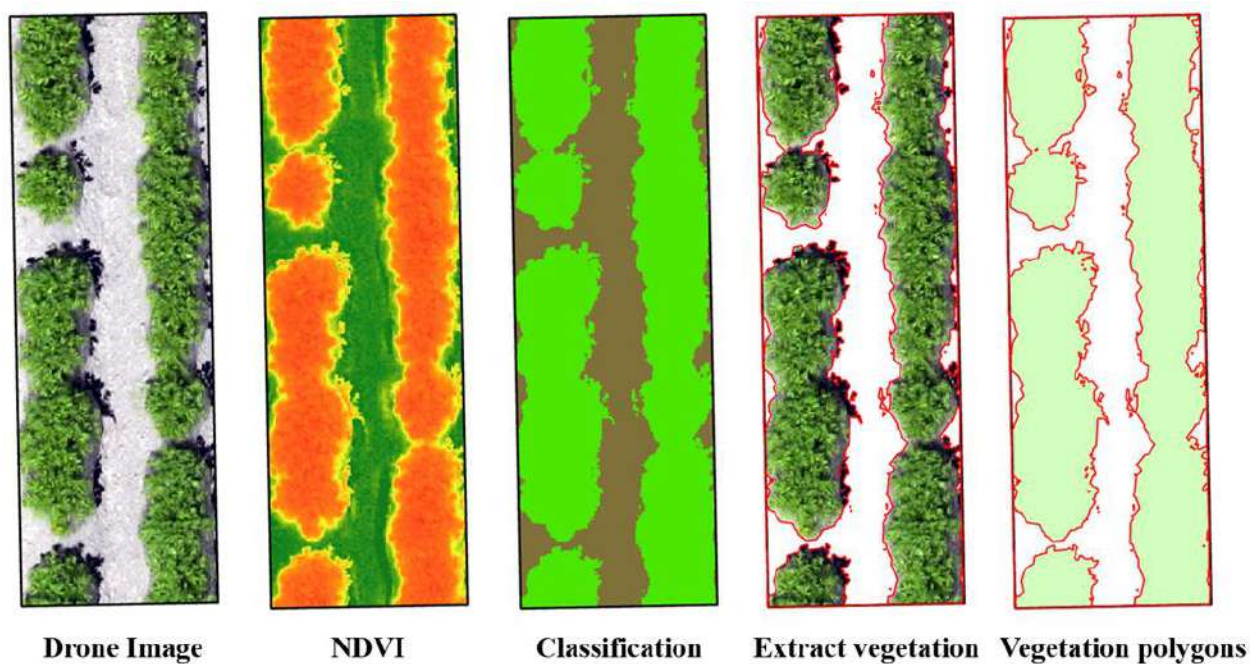 Drone Image
NDVI
Classification
Extract vegetation
Vegetation polygons